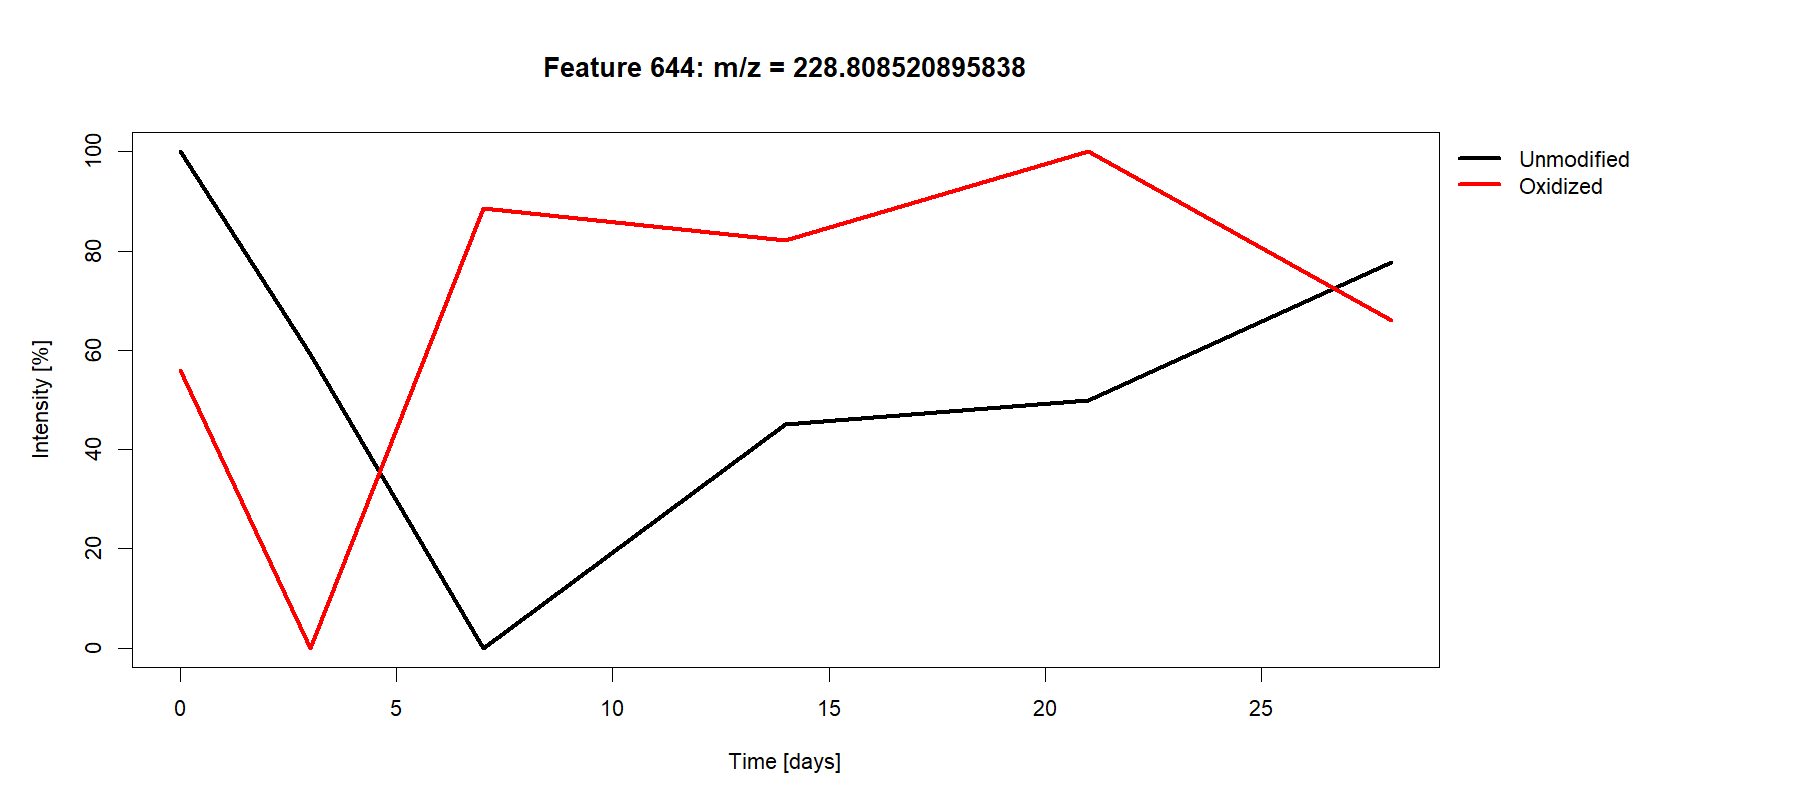 Feature 644: m/z = 228.808520895838
Unmodified
Oxidized
Intensity [%]
100
80
60
40
20
0
0 5 10 15 20 25
Time [days]